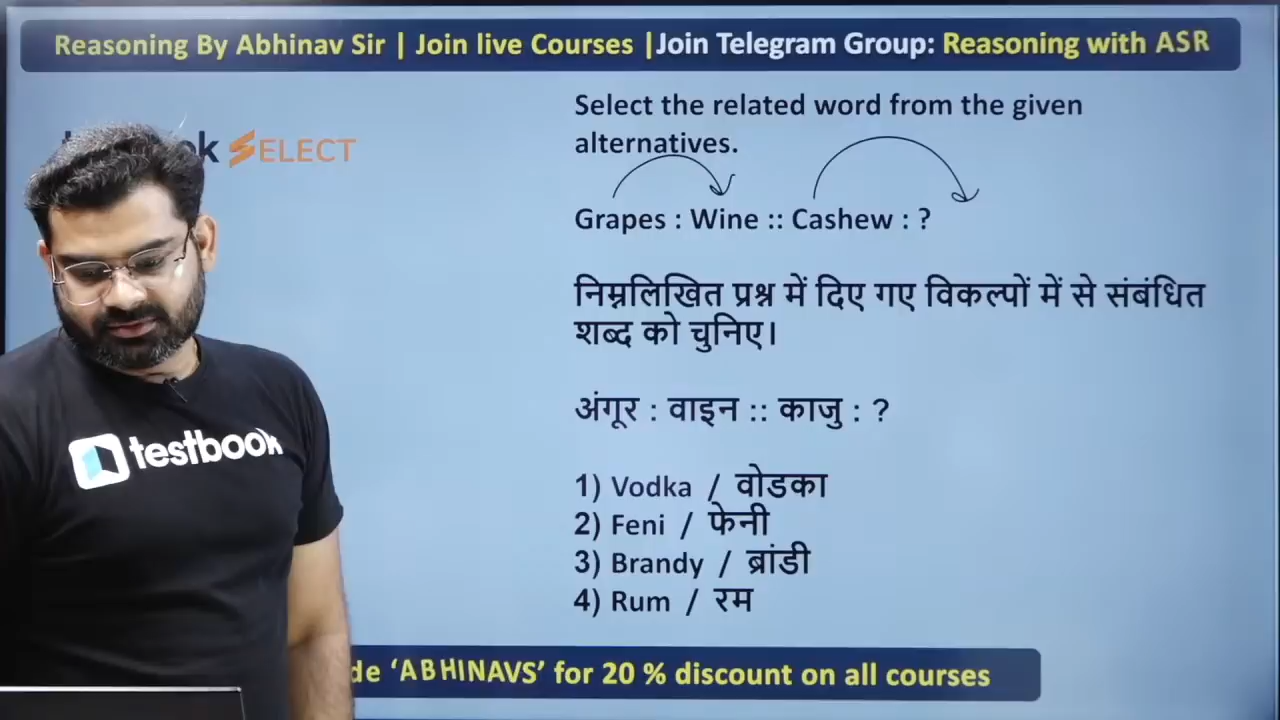 Reasoning By Abhinav Sir | Join live Courses |Join Telegram Group: Reasoning with ASR
ELECT
Select the related word from the given
alternatives.
Grapes : Wine :: Cashew : ?
निम्नलिखित प्रश्न में दिए गए विकल्पों में से संबंधित
शब्द को चुनिए।
अंगूर : वाइन :: काजु : ?
1) Vodka / वोडका
2) Feni / फेनी
3) Brandy / ब्रांडी
4) Rum / रम
testbook
‘ABHINAVS’ for 20 % discount on all courses